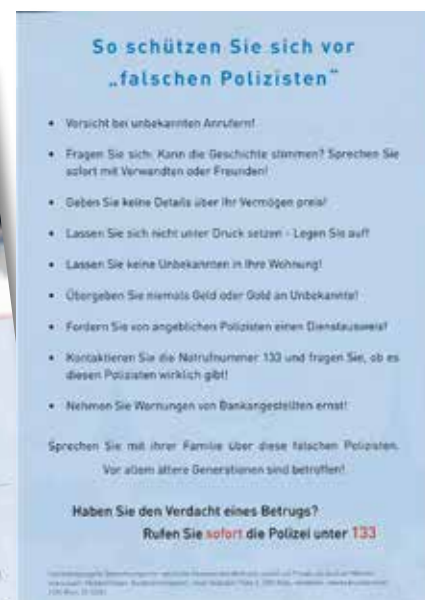 So schützen Sie sich vor
„falschen Polizisten“
• Vorsicht bei unbekannten Anrufern!
• Fragen Sie sich: Kann die Geschichte stimmen? Sprechen Sie
sofort mit Verwandten oder Freunden!
• Geben Sie keine Details über Ihr Vermögen preis!
• Lassen Sie sich nicht unter Druck setzen - Legen Sie auf!
• Lassen Sie keine Unbekannten in Ihre Wohnung!
• Übergeben Sie niemals Geld oder Gold an Unbekannte!
• Fordern Sie von angeblichen Polizisten einen Dienstausweis!
• Kontaktieren Sie die Notrufnummer 133 und fragen Sie, ob es
diesen Polizisten wirklich gibt!
• Nehmen Sie Warnungen von Bankangestellten ernst!
Sprechen Sie mit ihrer Familie über diese falschen Polizisten.
Vor allem ältere Generationen sind betroffen!
Haben Sie den Verdacht eines Betrugs?
Rufen Sie sofort die Polizei unter 133